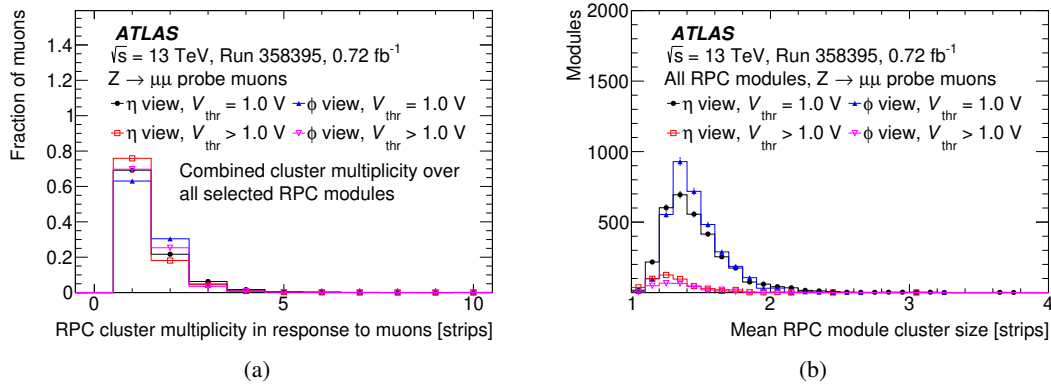 ATLAS
√s = 13 TeV, Run 358395, 0.72 fb⁻¹
Z → μμ probe muons
η view, V_thr = 1.0 V φ view, V_thr = 1.0 V
η view, V_thr > 1.0 V φ view, V_thr > 1.0 V
Combined cluster multiplicity over
all selected RPC modules
Fraction of muons
1.4
1.2
1
0.8
0.6
0.4
0.2
0
0 5 10
RPC cluster multiplicity in response to muons [strips]
(a)
ATLAS
√s = 13 TeV, Run 358395, 0.72 fb⁻¹
All RPC modules, Z → μμ probe muons
η view, V_thr = 1.0 V φ view, V_thr = 1.0 V
η view, V_thr > 1.0 V φ view, V_thr > 1.0 V
Modules
2000
1500
1000
500
1 2 3 4
Mean RPC module cluster size [strips]
(b)